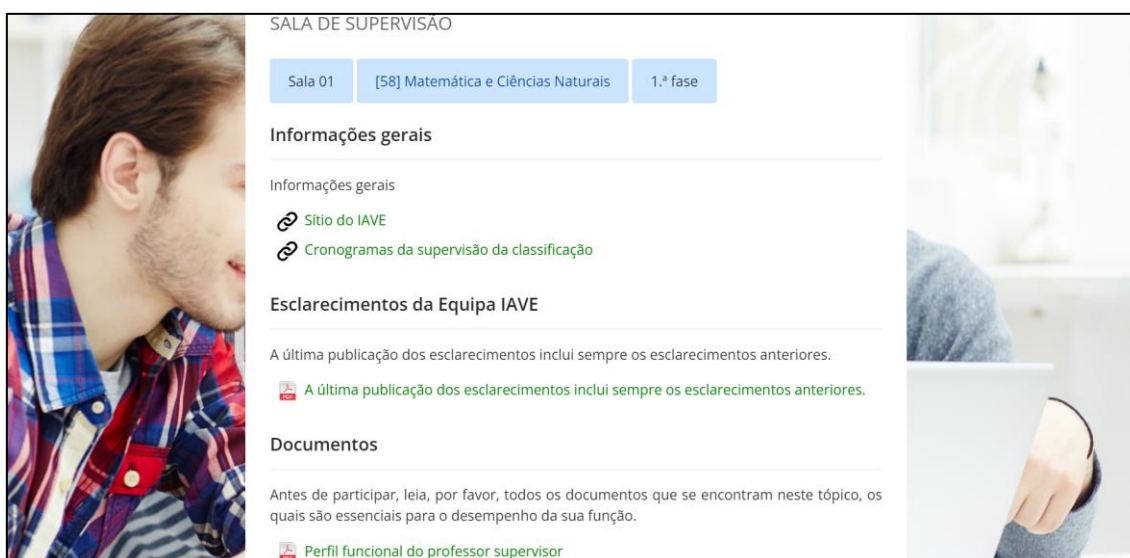 SALA DE SUPERVISÃO
Sala 01
[58] Matemática e Ciências Naturais
1.ª fase
Informações gerais
Informações gerais
Sítio do IAVE
Cronogramas da supervisão da classificação
Esclarecimentos da Equipa IAVE
A última publicação dos esclarecimentos inclui sempre os esclarecimentos anteriores.
A última publicação dos esclarecimentos inclui sempre os esclarecimentos anteriores.
Documentos
Antes de participar, leia, por favor, todos os documentos que se encontram neste tópico, os
quais são essenciais para o desempenho da sua função.
Perfil funcional do professor supervisor